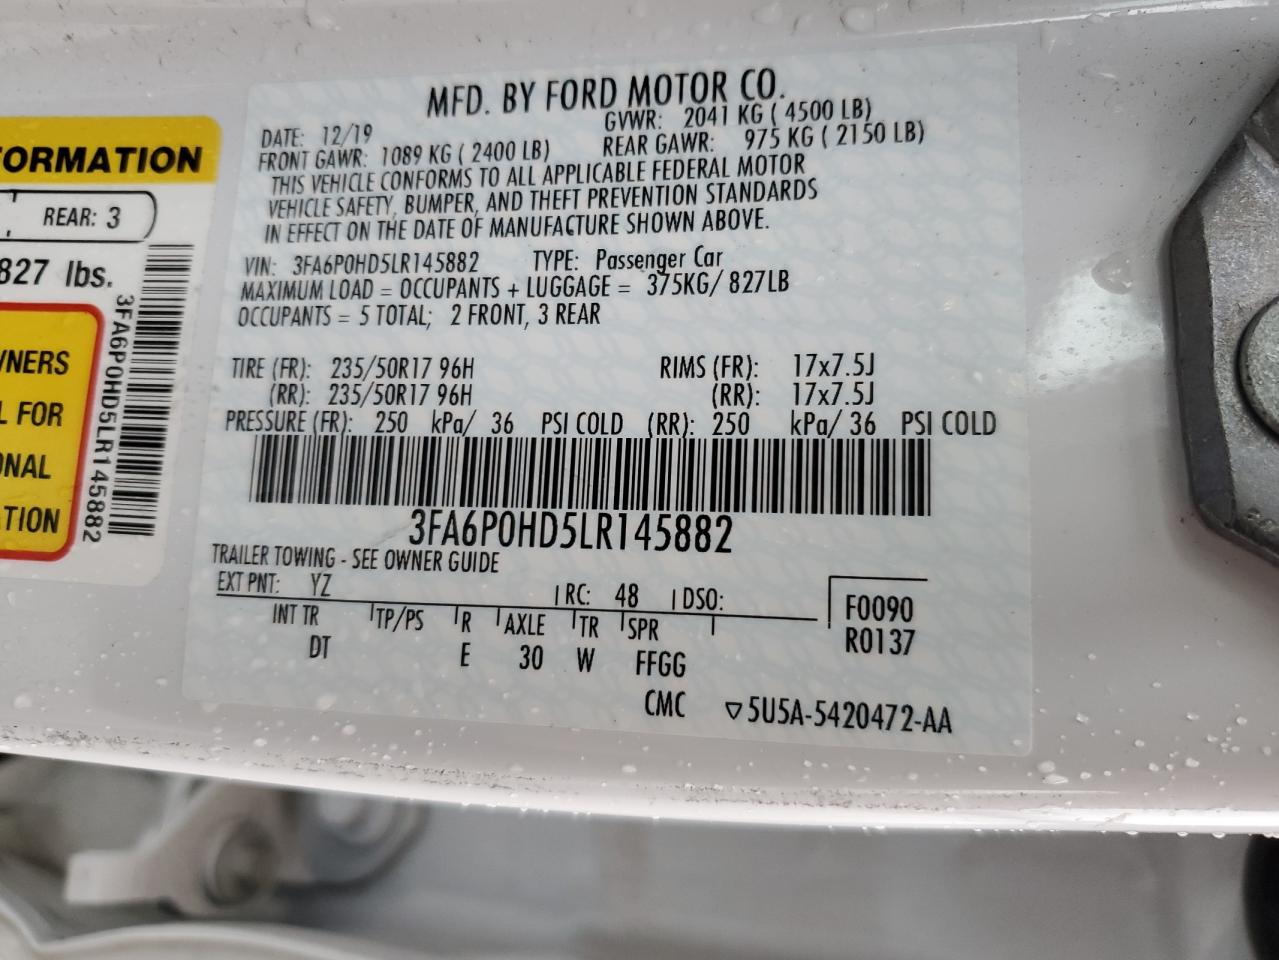 MFD. BY FORD MOTOR CO.
DATE: 12/19 GVWR: 2041 KG ( 4500 LB)
FRONT GAWR: 1089 KG ( 2400 LB) REAR GAWR: 975 KG ( 2150 LB)
THIS VEHICLE CONFORMS TO ALL APPLICABLE FEDERAL MOTOR
VEHICLE SAFETY, BUMPER, AND THEFT PREVENTION STANDARDS
IN EFFECT ON THE DATE OF MANUFACTURE SHOWN ABOVE.
VIN: 3FA6P0HD5LR145882 TYPE: Passenger Car
MAXIMUM LOAD = OCCUPANTS + LUGGAGE = 375KG/ 827LB
OCCUPANTS = 5 TOTAL; 2 FRONT, 3 REAR
TIRE (FR): 235/50R17 96H RIMS (FR): 17x7.5J
(RR): 235/50R17 96H (RR): 17x7.5J
PRESSURE (FR): 250 kPa/ 36 PSI COLD (RR): 250 kPa/ 36 PSI COLD
3FA6P0HD5LR145882
TRAILER TOWING - SEE OWNER GUIDE
EXT PNT: YZ RC: 48 DSO:
INT TR TP/PS R AXLE TR SPR F0090
DT E 30 W FFGG R0137
CMC ▽5U5A-5420472-AA
FORMATION
REAR: 3
827 lbs.
WNERS
L FOR
ONAL
TION
3FA6P0HD5LR145882